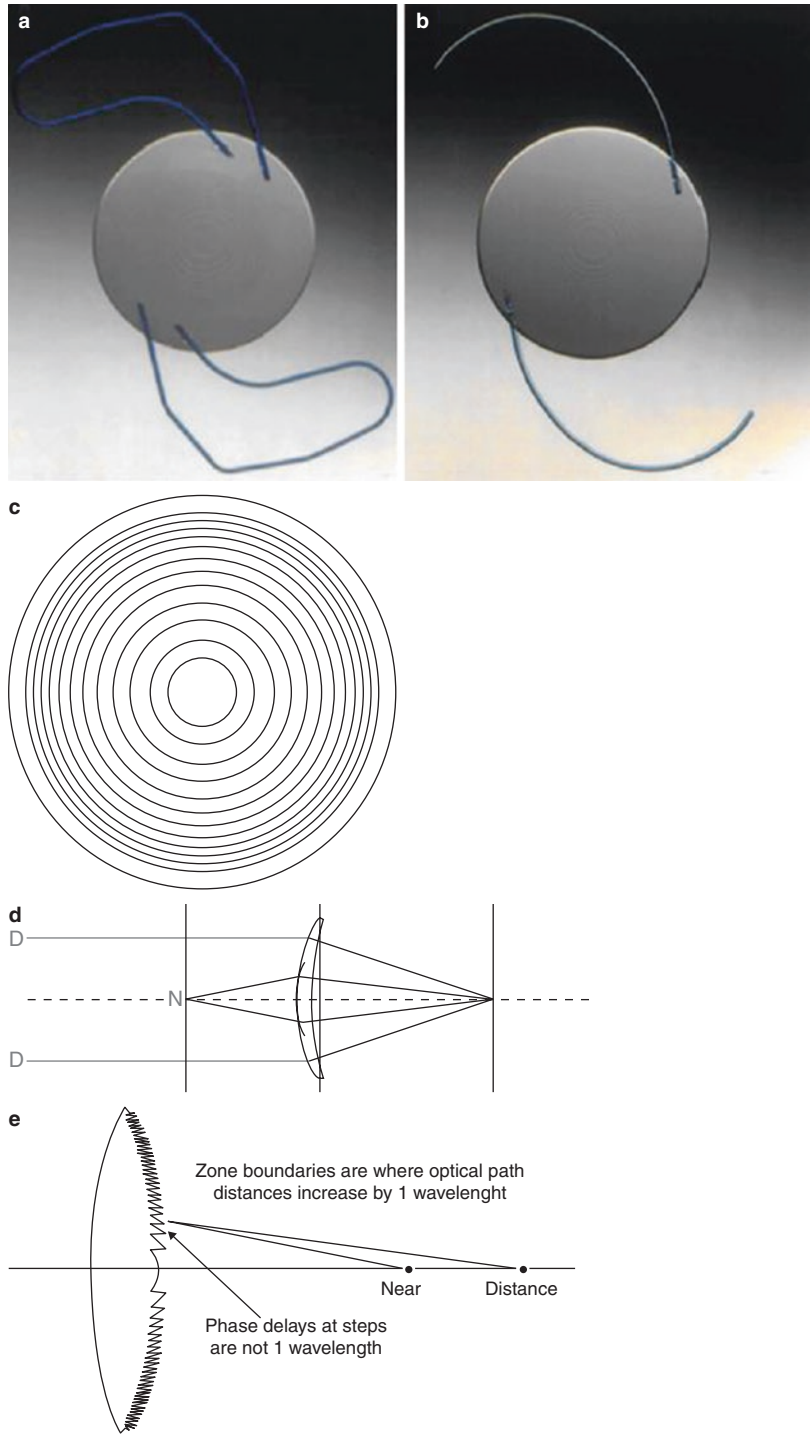 a
b
c
d
D
N
D
e
Zone boundaries are where optical path
distances increase by 1 wavelenght
Near
Distance
Phase delays at steps
are not 1 wavelength